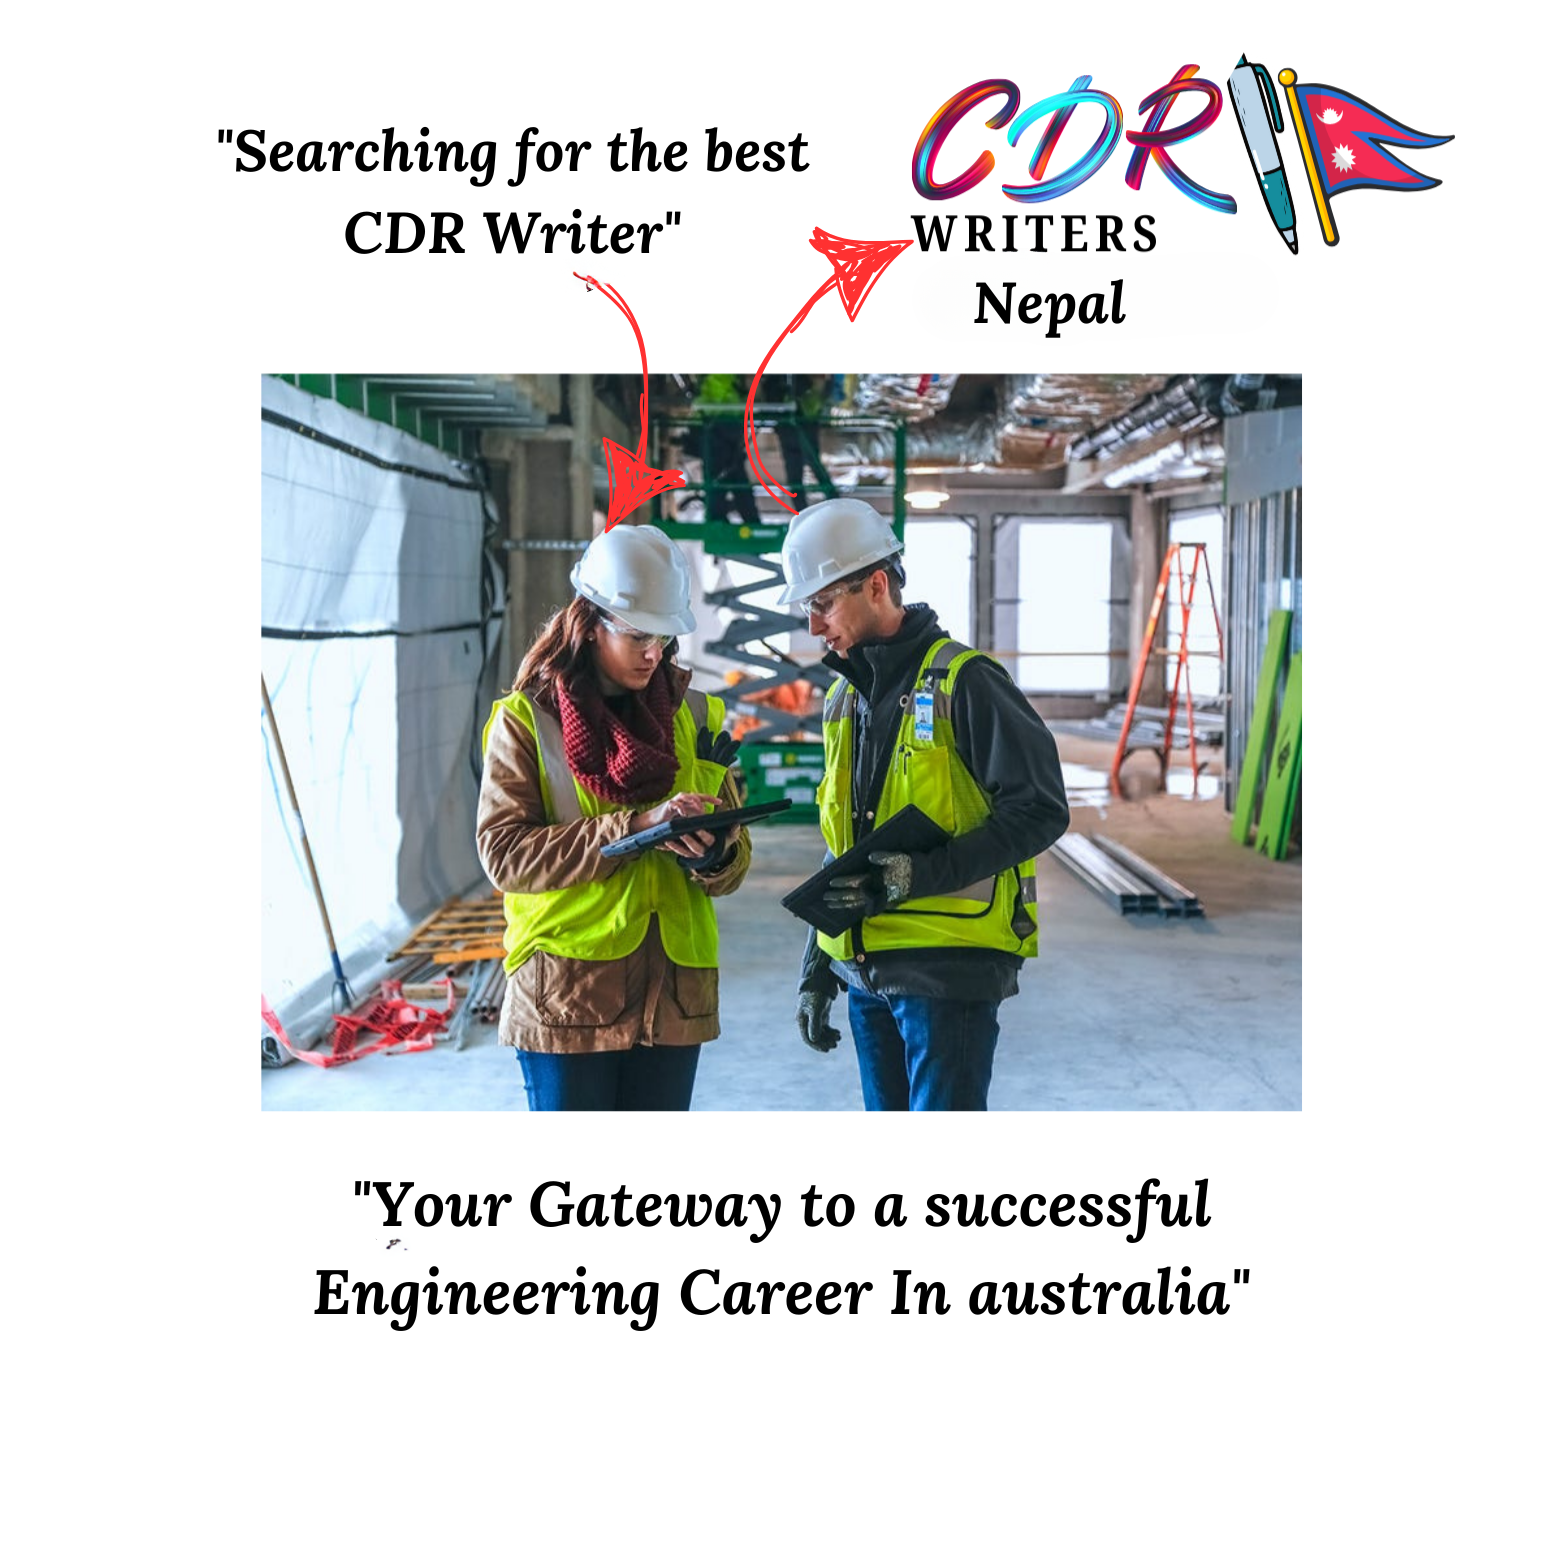 "Searching for the best
CDR Writer"
CDR
WRITERS
Nepal
"Your Gateway to a successful
Engineering Career In australia"